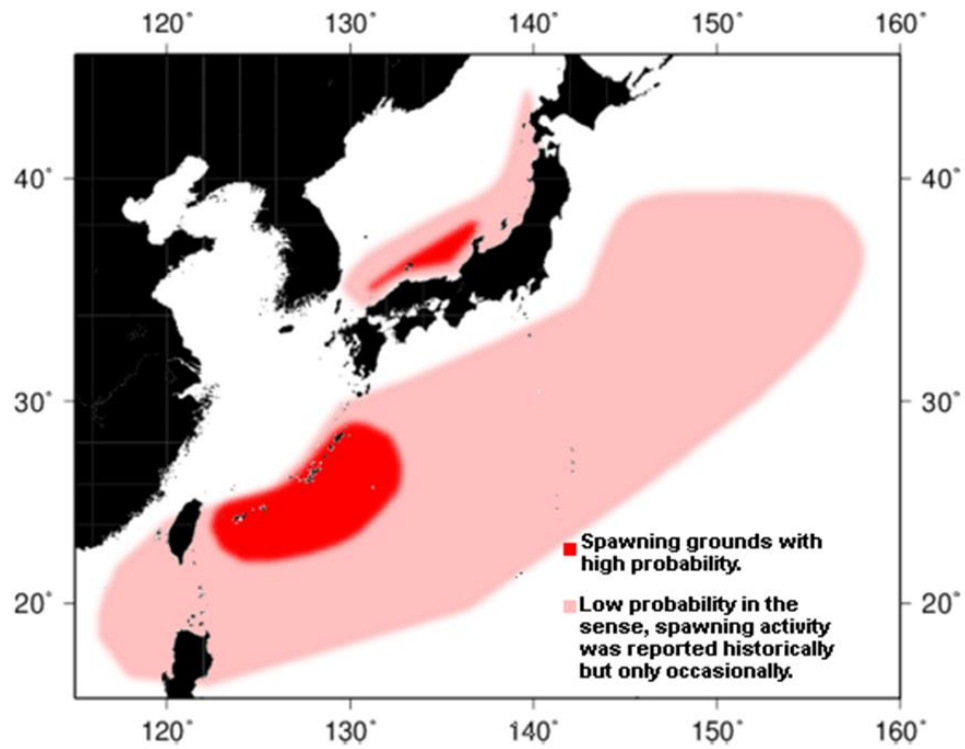 120° 130° 140° 150° 160°
40° 40°
30° 30°
Spawning grounds with
high probability.
20° 20°
Low probability in the
sense, spawning activity
was reported historically
but only occasionally.
120° 130° 140° 150° 160°